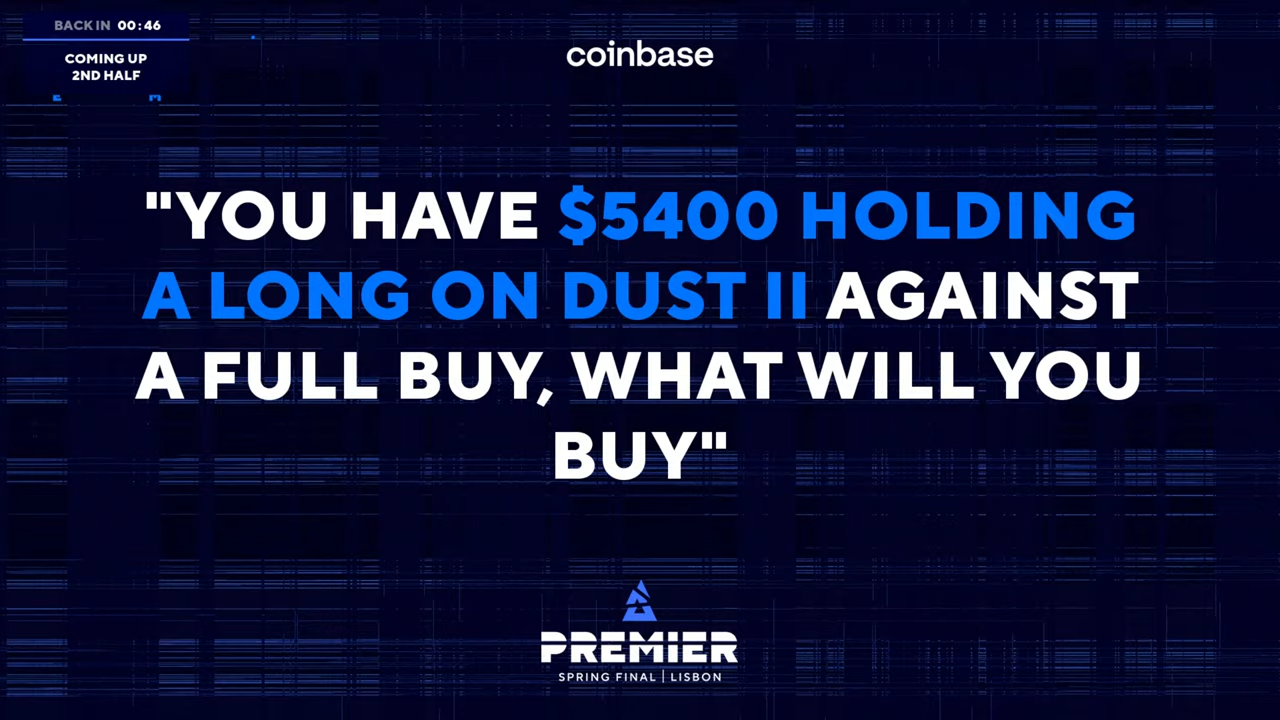 BACK IN 00:46
COMING UP
2ND HALF
coinbase
"YOU HAVE $5400 HOLDING
A LONG ON DUST II AGAINST
A FULL BUY, WHAT WILL YOU
BUY"
PREMIER
SPRING FINAL | LISBON